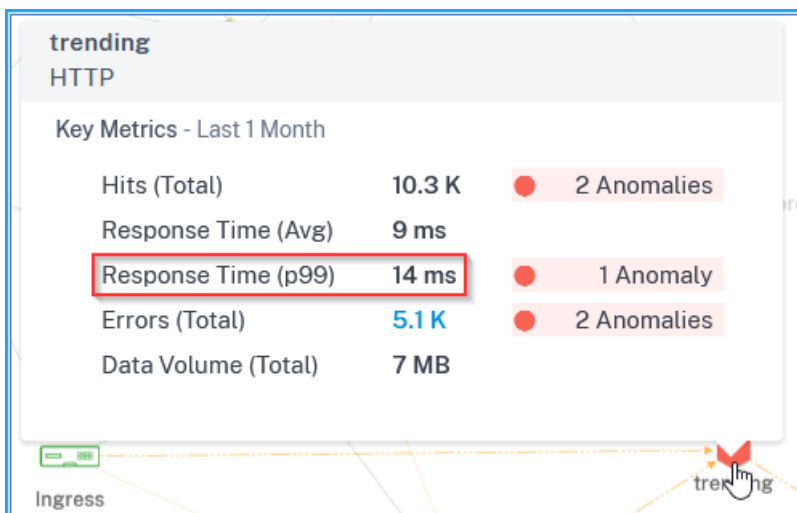 trending
HTTP
Key Metrics - Last 1 Month
Hits (Total) 10.3 K 2 Anomalies
Response Time (Avg) 9 ms
Response Time (p99) 14 ms 1 Anomaly
Errors (Total) 5.1 K 2 Anomalies
Data Volume (Total) 7 MB
Ingress